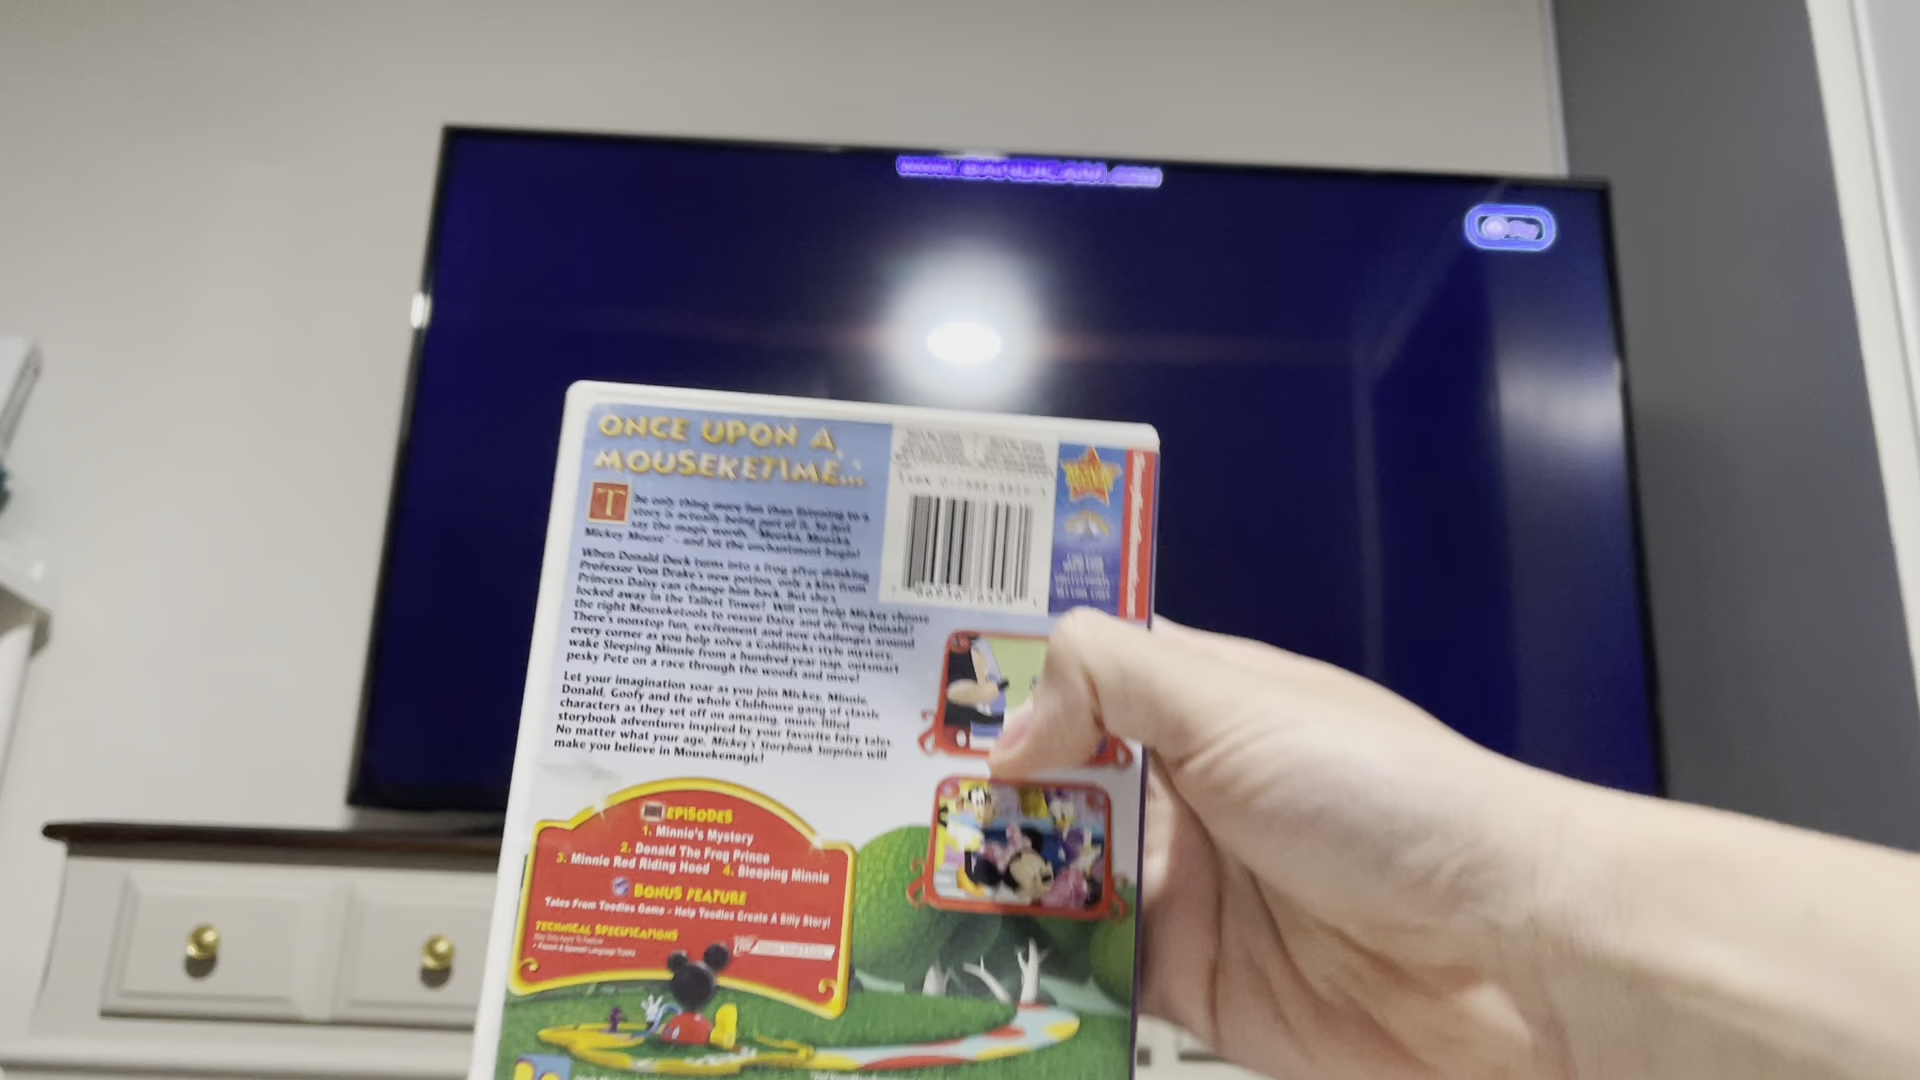 ONCE UPON A
MOUSEKETIME...
The only thing more fun than listening to a
story is actually being part of it. So just
say the magic words, "Meeska, Mooska,
Mickey Mouse" - and let the enchantment begin!
When Donald Duck turns into a frog after drinking
Professor Von Drake's new potion, only a kiss from
Princess Daisy can change him back. But she's
locked away in the Tallest Tower! Will you help Mickey choose
the right Mouseketools to rescue Daisy and de-frog Donald?
There's nonstop fun, excitement and new challenges around
every corner as you help solve a Goldilocks style mystery,
wake Sleeping Minnie from a hundred year nap, outsmart
pesky Pete on a race through the woods and more!
Let your imagination soar as you join Mickey, Minnie,
Donald, Goofy and the whole Clubhouse gang of classic
characters as they set off on amazing, music-filled
storybook adventures inspired by your favorite fairy tales.
No matter what your age, Mickey's Storybook Surprises will
make you believe in Mousekemagic!
EPISODES
1. Minnie's Mystery
2. Donald The Frog Prince
3. Minnie Red Riding Hood 4. Sleeping Minnie
BONUS FEATURE
Tales From Toodles Game - Help Toodles Create A Silly Story!
TECHNICAL SPECIFICATIONS
May Only Apply To Feature
• French & Spanish Language Tracks